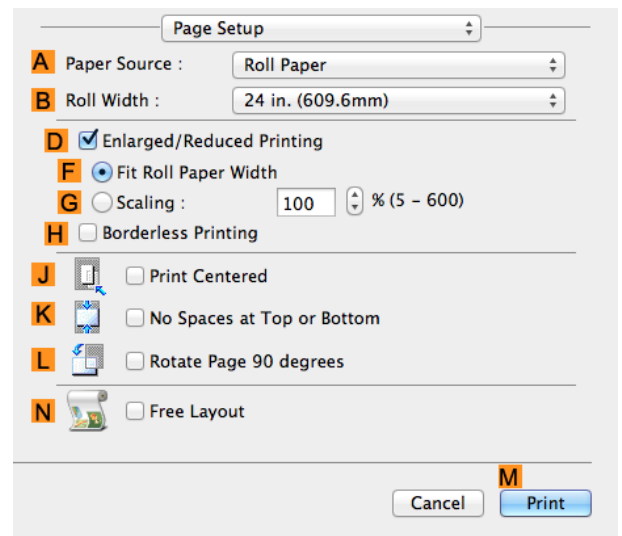 Page Setup
A Paper Source : Roll Paper
B Roll Width : 24 in. (609.6mm)
D Enlarged/Reduced Printing
F Fit Roll Paper Width
G Scaling : 100 % (5 - 600)
H Borderless Printing
J Print Centered
K No Spaces at Top or Bottom
L Rotate Page 90 degrees
N Free Layout
M
Cancel Print